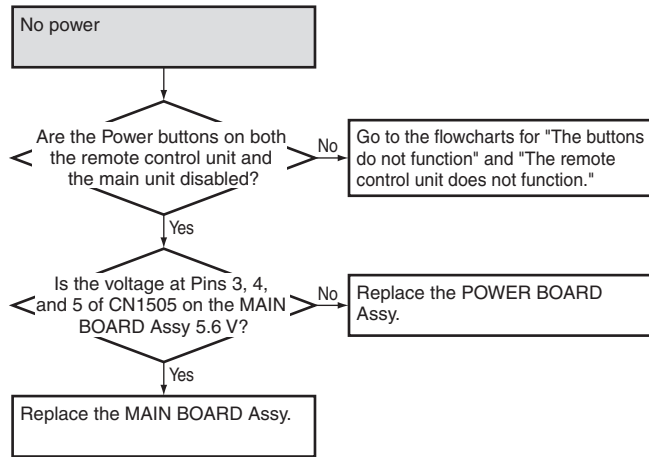 No power
Are the Power buttons on both
the remote control unit and
the main unit disabled?
No
Go to the flowcharts for "The buttons
do not function" and "The remote
control unit does not function."
Yes
Is the voltage at Pins 3, 4,
and 5 of CN1505 on the MAIN
BOARD Assy 5.6 V?
No
Replace the POWER BOARD
Assy.
Yes
Replace the MAIN BOARD Assy.